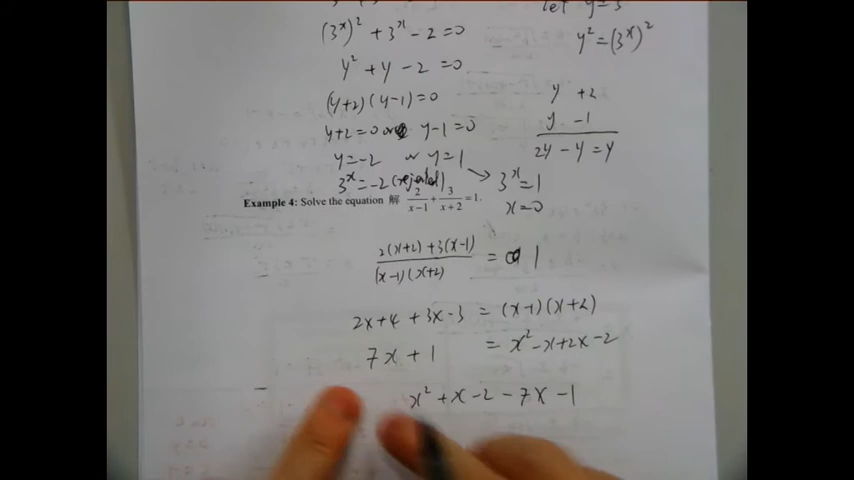 let y = 3
(3^x)^2 + 3^x - 2 = 0
y^2 = (3^x)^2
y^2 + y - 2 = 0
(y+2)(y-1) = 0
y +2
y+2=0 or y-1=0
y -1
2y - y = y
y=-2 or y=1
3^x=-2 (rejected)
3^x=1
Example 4: Solve the equation 解 2/(x-1) + 3/(x+2) = 1.
x=0
(2(x+2)+3(x-1))/((x-1)(x+2)) = 1
2x+4 +3x-3 = (x-1)(x+2)
7x + 1 = x^2-x+2x-2
x^2 +x -2 -7x -1